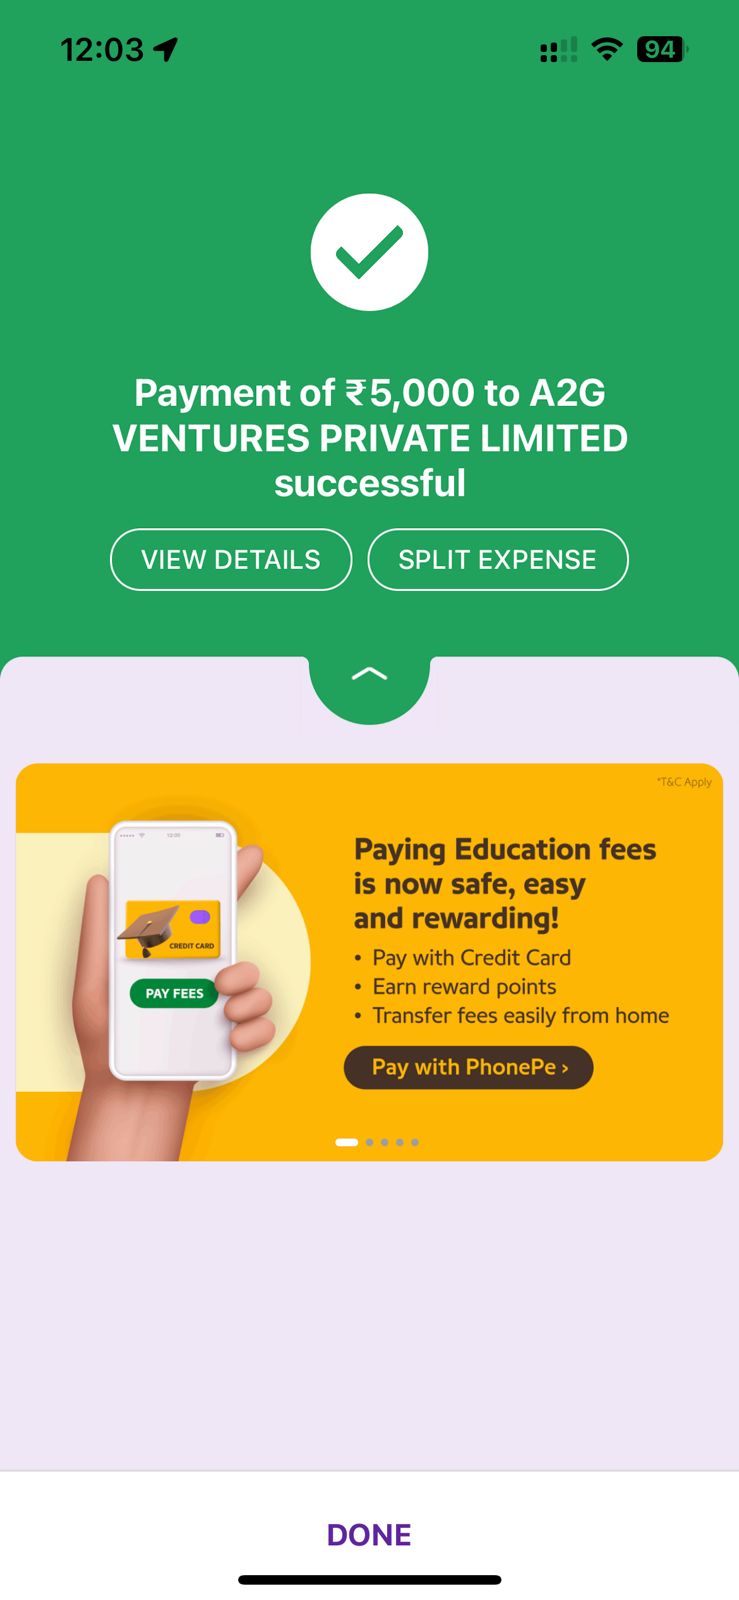 12:03
94
Payment of ₹5,000 to A2G
VENTURES PRIVATE LIMITED
successful
VIEW DETAILS
SPLIT EXPENSE
*T&C Apply
12:00
Paying Education fees
is now safe, easy
and rewarding!
CREDIT CARD
PAY FEES
• Pay with Credit Card
• Earn reward points
• Transfer fees easily from home
Pay with PhonePe ›
DONE